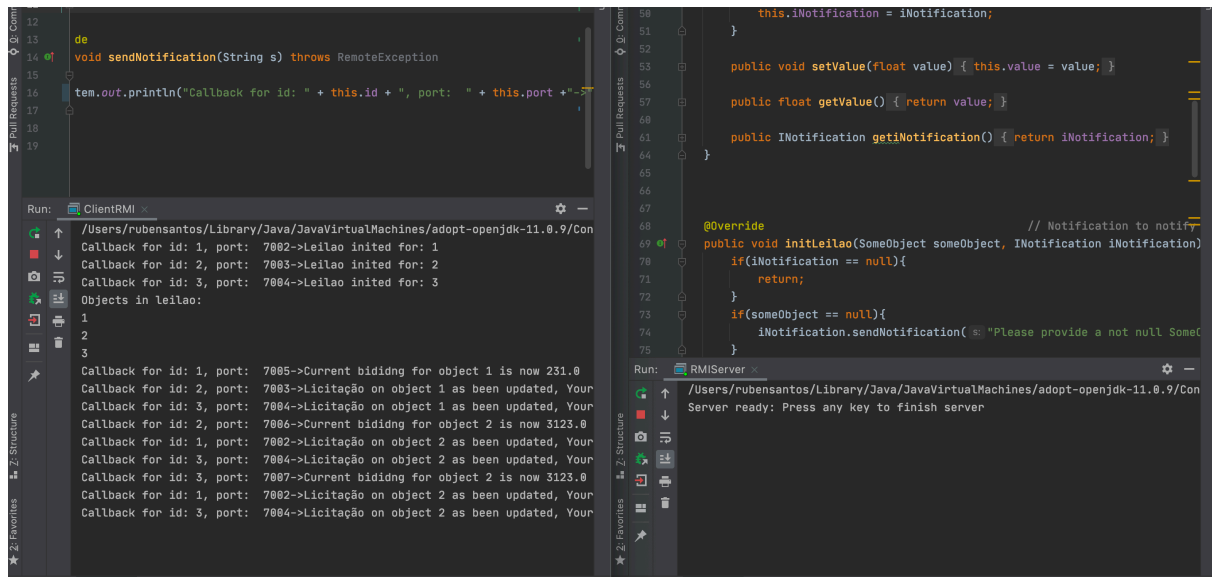 Comm
12
Q:
13 de
14 void sendNotification(String s) throws RemoteException
15
16 tem.out.println("Callback for id: " + this.id + ", port:  " + this.port +"->"
17
18
19
Pull Requests
Run: ClientRMI
/Users/rubensantos/Library/Java/JavaVirtualMachines/adopt-openjdk-11.0.9/Con
Callback for id: 1, port:  7002->Leilao inited for: 1
Callback for id: 2, port:  7003->Leilao inited for: 2
Callback for id: 3, port:  7004->Leilao inited for: 3
Objects in leilao:
1
2
3
Callback for id: 1, port:  7005->Current bididng for object 1 is now 231.0
Callback for id: 2, port:  7003->Licitação on object 1 as been updated, Your
Callback for id: 3, port:  7004->Licitação on object 1 as been updated, Your
Callback for id: 2, port:  7006->Current bididng for object 2 is now 3123.0
Callback for id: 1, port:  7002->Licitação on object 2 as been updated, Your
Callback for id: 3, port:  7004->Licitação on object 2 as been updated, Your
Callback for id: 3, port:  7007->Current bididng for object 2 is now 3123.0
Callback for id: 1, port:  7002->Licitação on object 2 as been updated, Your
Callback for id: 3, port:  7004->Licitação on object 2 as been updated, Your
Z: Structure
2: Favorites
Q: Comm
50 this.iNotification = iNotification;
51 }
52
53 public void setValue(float value) { this.value = value; }
56
57 public float getValue() { return value; }
60
61 public INotification getiNotification() { return iNotification; }
64 }
65
66
67
68 @Override // Notification to notify
69 public void initLeilao(SomeObject someObject, INotification iNotification)
70 if(iNotification == null){
71 return;
72 }
73 if(someObject == null){
74 iNotification.sendNotification( s: "Please provide a not null SomeO
75 }
Pull Requests
Run: RMIServer
/Users/rubensantos/Library/Java/JavaVirtualMachines/adopt-openjdk-11.0.9/Con
Server ready: Press any key to finish server
Z: Structure
2: Favorites